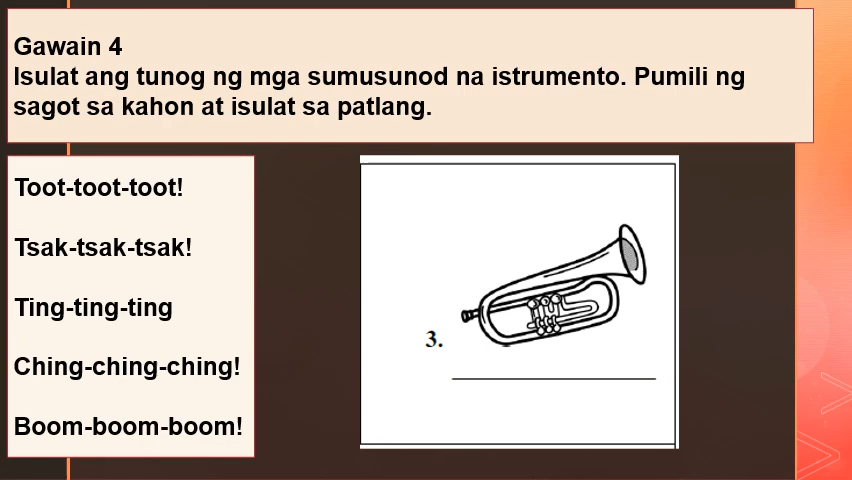 Gawain 4
Isulat ang tunog ng mga sumusunod na istrumento. Pumili ng
sagot sa kahon at isulat sa patlang.
Toot-toot-toot!
Tsak-tsak-tsak!
Ting-ting-ting
Ching-ching-ching!
Boom-boom-boom!
3.